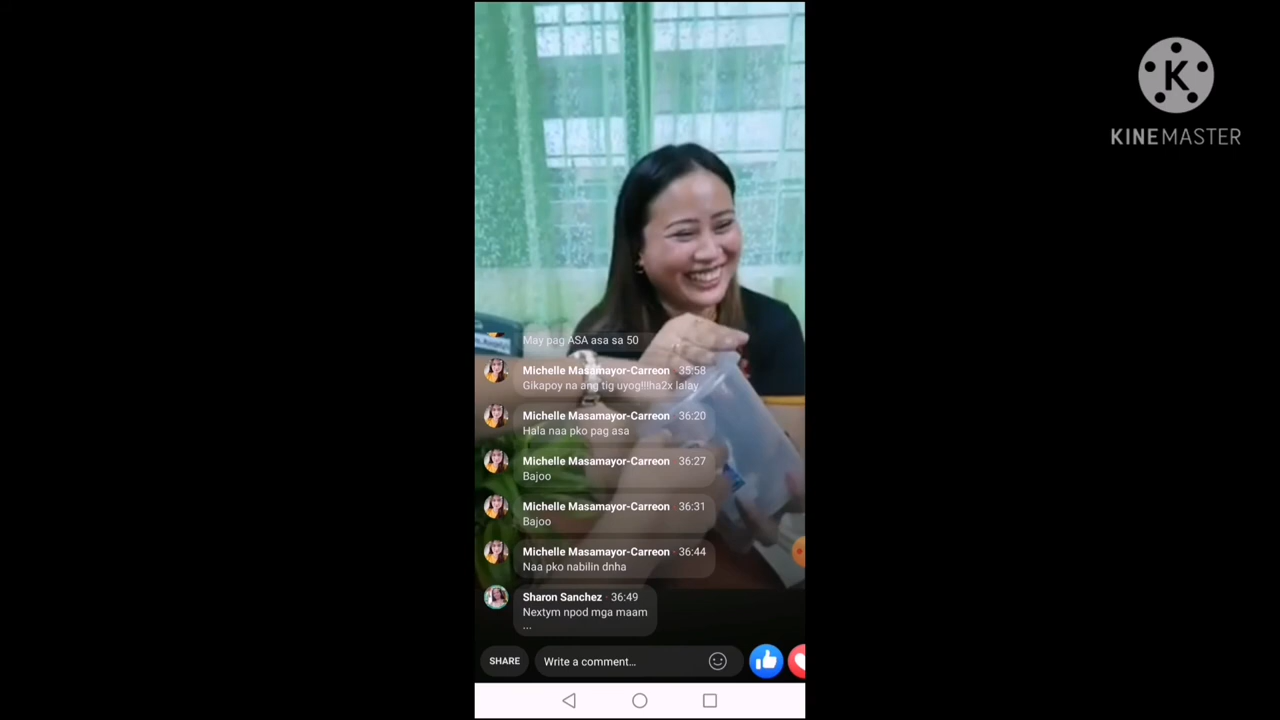 KINEMASTER
May pag ASA asa sa 50
Michelle Masamayor-Carreon · 35:58
Gikapoy na ang tig uyog!!!ha2x lalay
Michelle Masamayor-Carreon · 36:20
Hala naa pko pag asa
Michelle Masamayor-Carreon · 36:27
Bajoo
Michelle Masamayor-Carreon · 36:31
Bajoo
Michelle Masamayor-Carreon · 36:44
Naa pko nabilin dnha
Sharon Sanchez · 36:49
Nextym npod mga maam
...
SHARE
Write a comment...